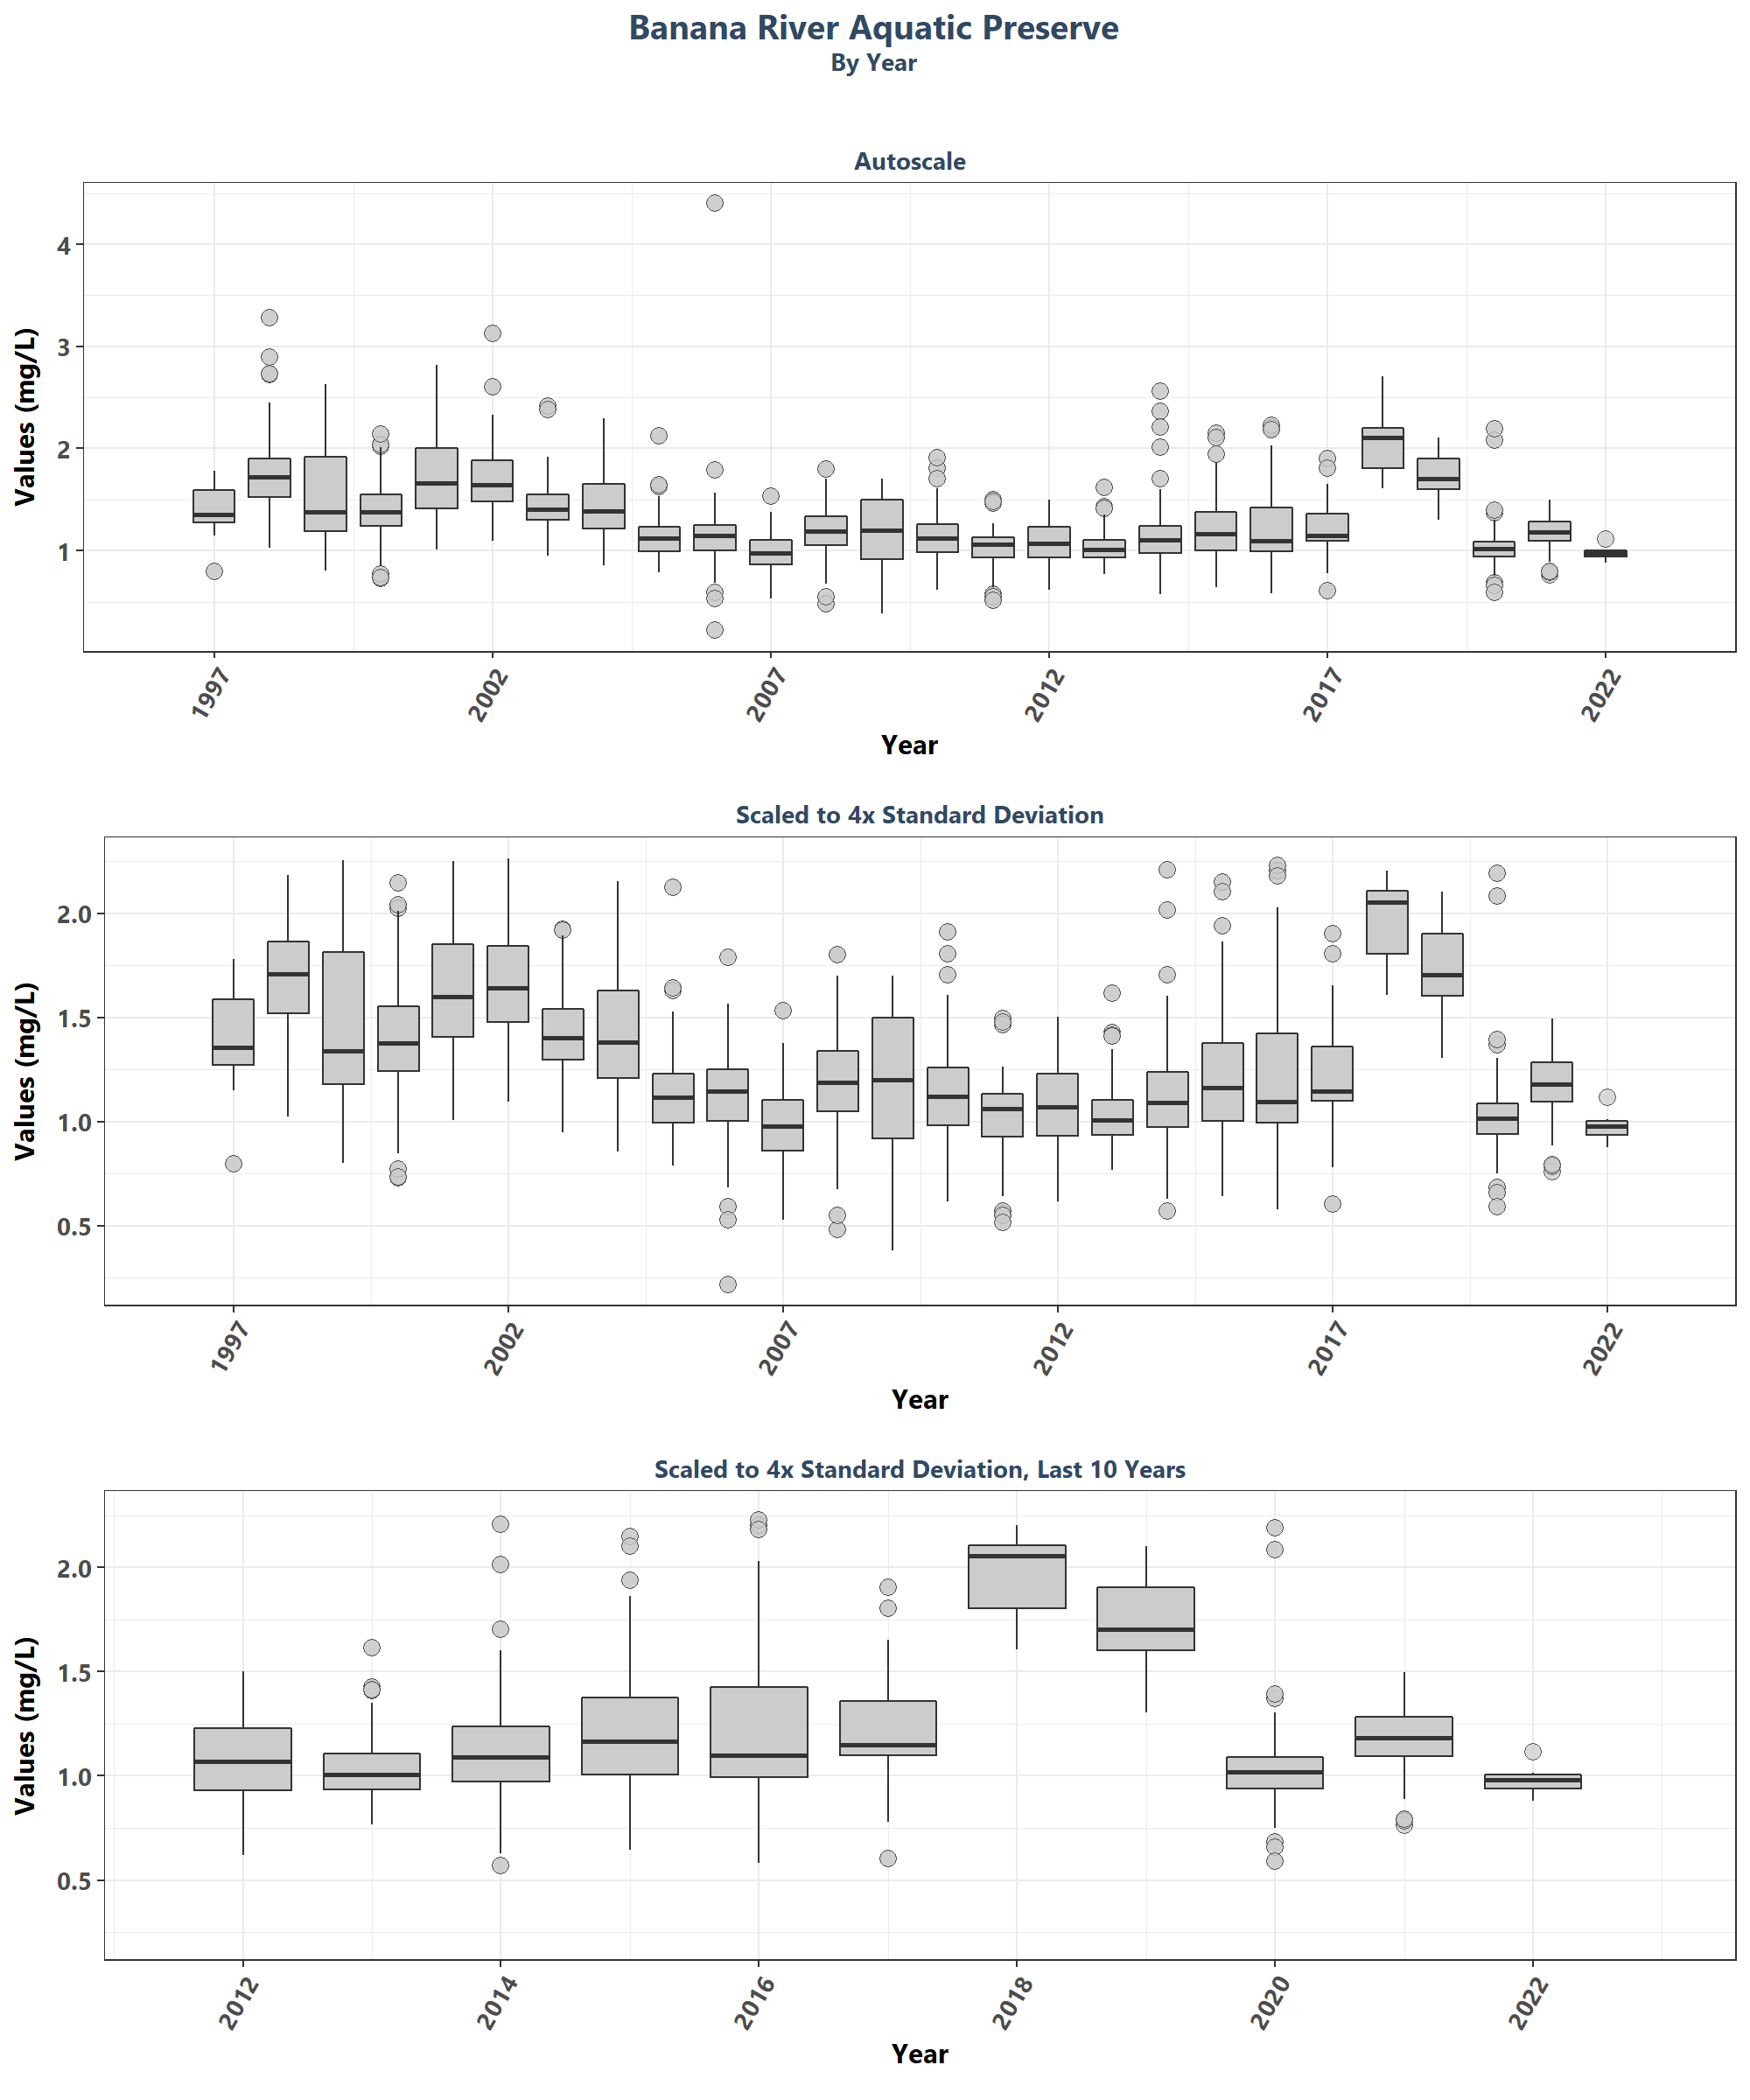 Banana River Aquatic Preserve
By Year
Autoscale
Values (mg/L)
4
3
2
1
1997
2002
2007
2012
2017
2022
Year
Scaled to 4x Standard Deviation
Values (mg/L)
2.0
1.5
1.0
0.5
1997
2002
2007
2012
2017
2022
Year
Scaled to 4x Standard Deviation, Last 10 Years
Values (mg/L)
2.0
1.5
1.0
0.5
2012
2014
2016
2018
2020
2022
Year